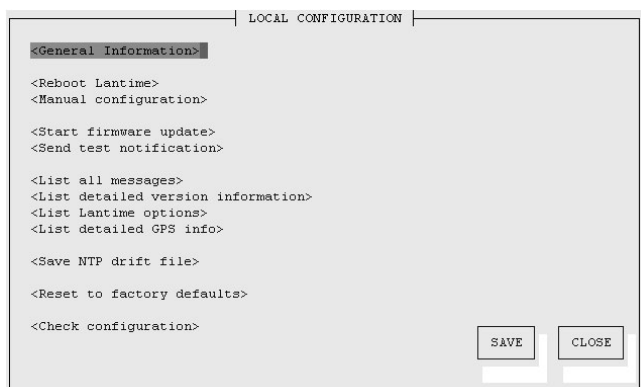 LOCAL CONFIGURATION
<General Information>
<Reboot Lantime>
<Manual configuration>
<Start firmware update>
<Send test notification>
<List all messages>
<List detailed version information>
<List Lantime options>
<List detailed GPS info>
<Save NTP drift file>
<Reset to factory defaults>
<Check configuration>
SAVE CLOSE